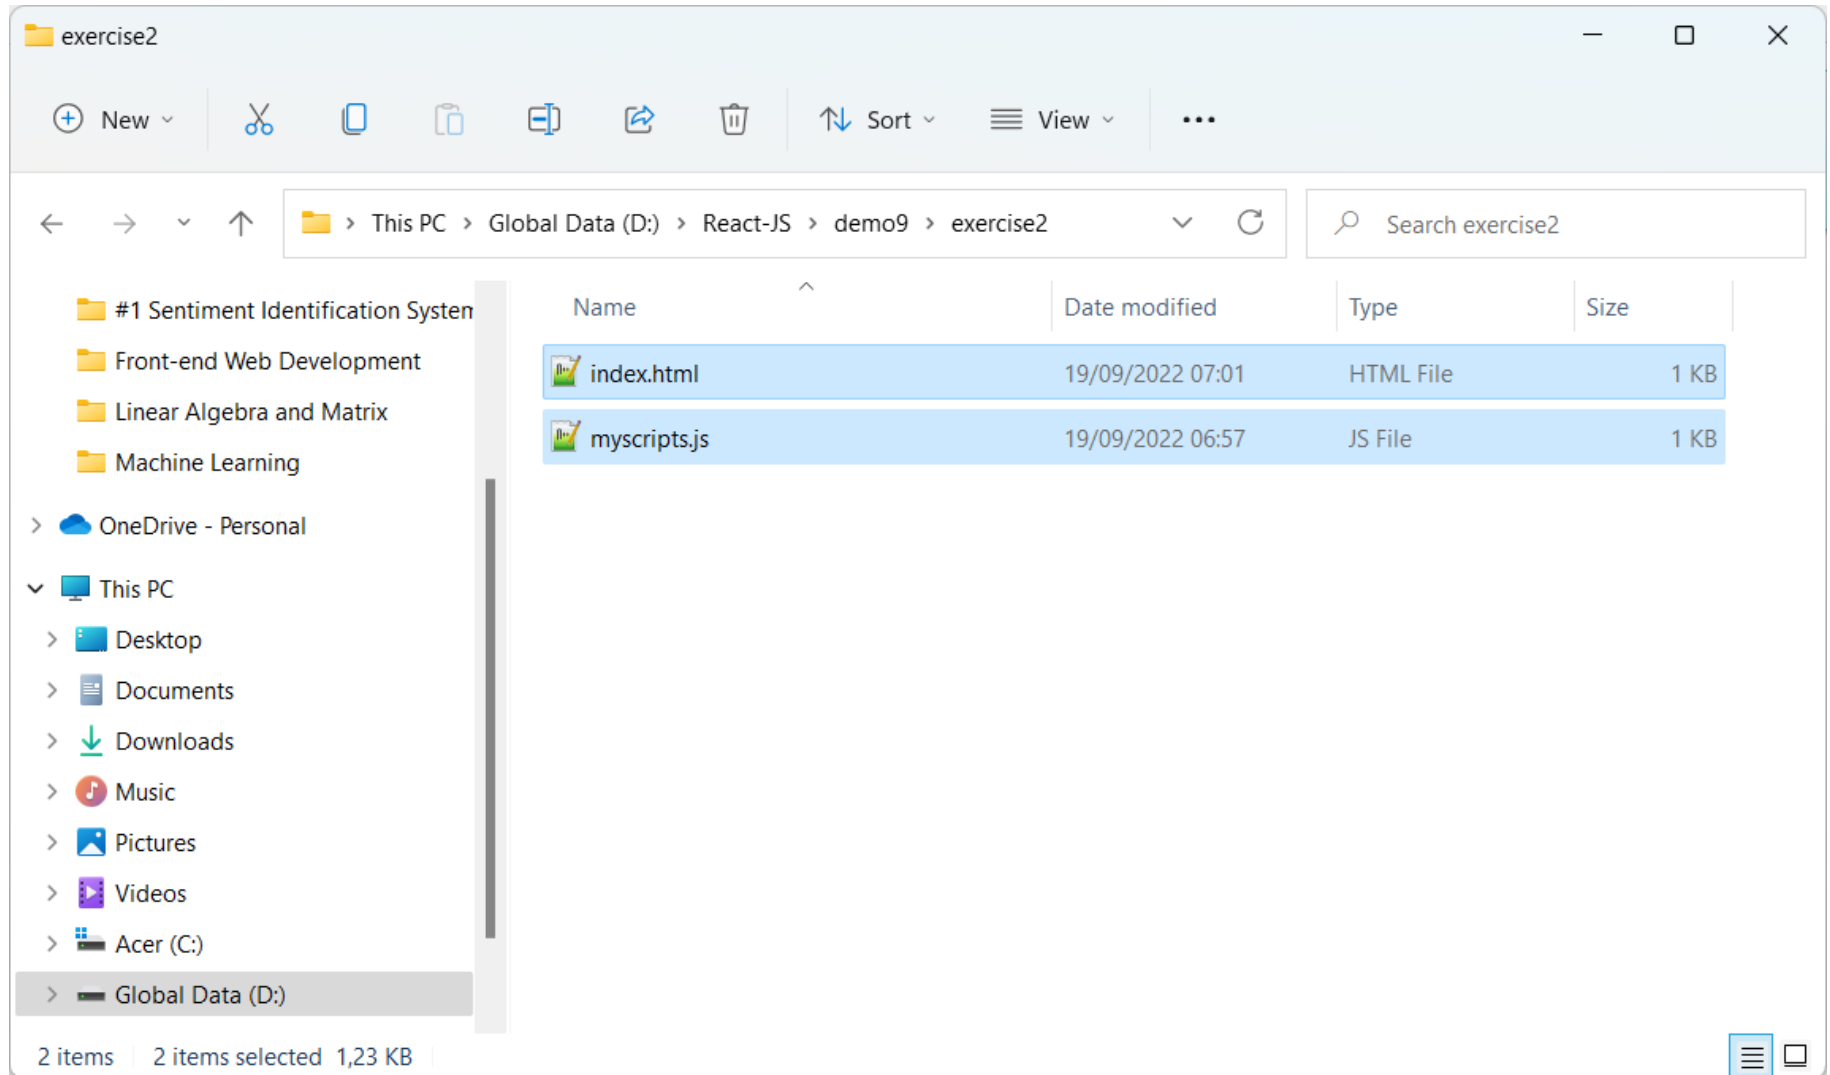 exercise2
New Sort View
This PC Global Data (D:) React-JS demo9 exercise2 Search exercise2
#1 Sentiment Identification System
Front-end Web Development
Linear Algebra and Matrix
Machine Learning
OneDrive - Personal
This PC
Desktop
Documents
Downloads
Music
Pictures
Videos
Acer (C:)
Global Data (D:)
Name Date modified Type Size
index.html 19/09/2022 07:01 HTML File 1 KB
myscripts.js 19/09/2022 06:57 JS File 1 KB
2 items 2 items selected 1,23 KB